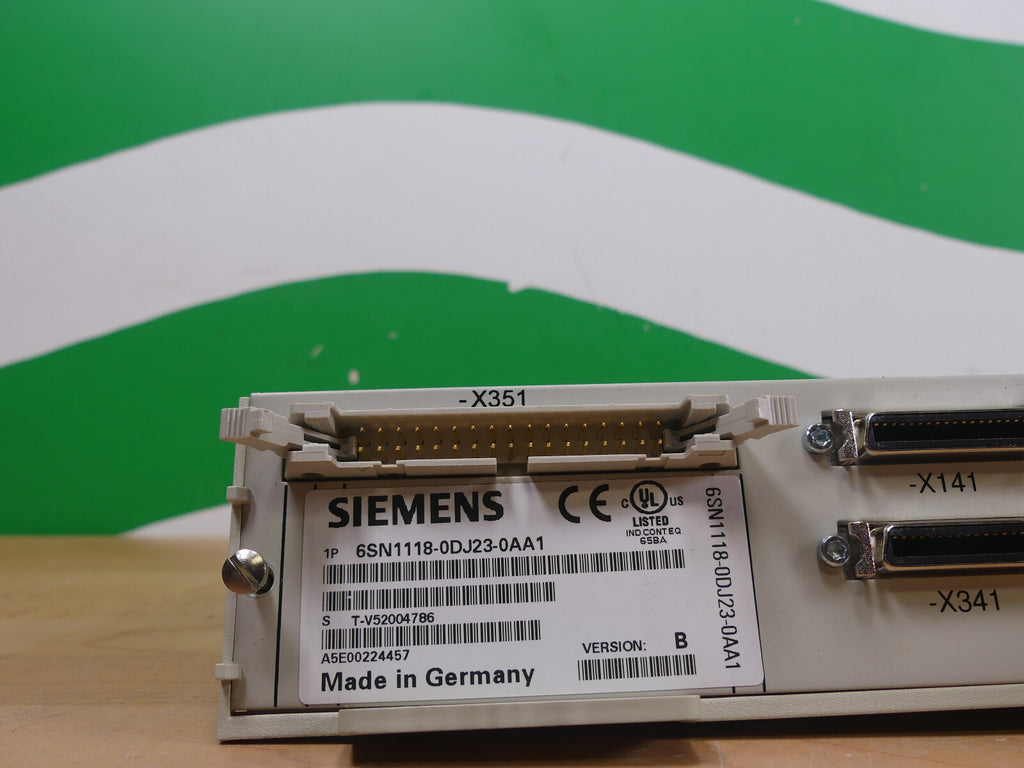 -X351
SIEMENS
CE
C UL US
LISTED
IND.CONT.EQ
65BA
1P 6SN1118-0DJ23-0AA1
S T-V52004786
A5E00224457
VERSION: B
Made in Germany
6SN1118-0DJ23-0AA1
-X141
-X341